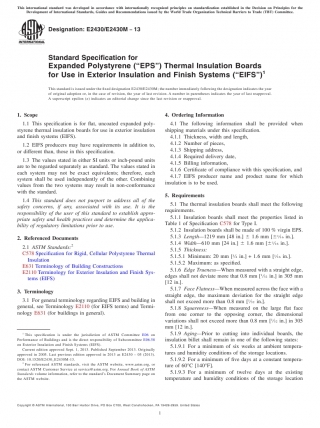 This international standard was developed in accordance with internationally recognized principles on standardization established in the Decision on Principles for the
Development of International Standards, Guides and Recommendations issued by the World Trade Organization Technical Barriers to Trade (TBT) Committee.
Designation: E2430/E2430M − 13
Standard Specification for
Expanded Polystyrene ("EPS") Thermal Insulation Boards
for Use in Exterior Insulation and Finish Systems ("EIFS")1
This standard is issued under the fixed designation E2430/E2430M; the number immediately following the designation indicates the year
of original adoption or, in the case of revision, the year of last revision. A number in parentheses indicates the year of last reapproval.
A superscript epsilon (ε) indicates an editorial change since the last revision or reapproval.
1. Scope
1.1 This specification is for flat, uncoated expanded poly-
styrene thermal insulation boards for use in exterior insulation
and finish systems (EIFS).
1.2 EIFS producers may have requirements in addition to,
or different than, those in this specification.
1.3 The values stated in either SI units or inch-pound units
are to be regarded separately as standard. The values stated in
each system may not be exact equivalents; therefore, each
system shall be used independently of the other. Combining
values from the two systems may result in non-conformance
with the standard.
1.4 This standard does not purport to address all of the
safety concerns, if any, associated with its use. It is the
responsibility of the user of this standard to establish appro-
priate safety and health practices and determine the applica-
bility of regulatory limitations prior to use.
2. Referenced Documents
2.1 ASTM Standards:2
C578 Specification for Rigid, Cellular Polystyrene Thermal
Insulation
E631 Terminology of Building Constructions
E2110 Terminology for Exterior Insulation and Finish Sys-
tems (EIFS)
3. Terminology
3.1 For general terminology regarding EIFS and building in
general, see Terminology E2110 (for EIFS terms) and Termi-
nology E631 (for buildings in general).
1 This specification is under the jurisdiction of ASTM Committee E06 on
Performance of Buildings and is the direct responsibility of Subcommittee E06.58
on Exterior Insulation and Finish Systems (EIFS).
Current edition approved Sept. 1, 2013. Published September 2013. Originally
approved in 2005. Last previous edition approved in 2013 as E2430 – 05 (2013).
DOI: 10.1520/E2430_E2430M-13.
2 For referenced ASTM standards, visit the ASTM website, www.astm.org, or
contact ASTM Customer Service at service@astm.org. For Annual Book of ASTM
Standards volume information, refer to the standard's Document Summary page on
the ASTM website.
4. Ordering Information
4.1 The following information shall be provided when
shipping materials under this specification.
4.1.1 Thickness, width and length,
4.1.2 Number of pieces,
4.1.3 Shipping address,
4.1.4 Required delivery date,
4.1.5 Billing information,
4.1.6 Certificate of compliance with this specification, and
4.1.7 EIFS producer name and product name for which
insulation is to be used.
5. Requirements
5.1 The thermal insulation boards shall meet the following
requirements.
5.1.1 Insulation boards shall meet the properties listed in
Table 1 of Specification C578 for Type I.
5.1.2 Insulation boards shall be made of 100 % virgin EPS.
5.1.3 Length—1219 mm [48 in.] ± 1.6 mm [1⁄16 in.].
5.1.4 Width—610 mm [24 in.] ± 1.6 mm [1⁄16 in.].
5.1.5 Thickness:
5.1.5.1 Minimum: 20 mm [3⁄4 in.] + 1.6 mm [1⁄16 in.].
5.1.5.2 Maximum: as specified.
5.1.6 Edge Trueness—When measured with a straight edge,
edges shall not deviate more than 0.8 mm [1⁄32 in.] in 305 mm
[12 in.].
5.1.7 Face Flatness—When measured across the face with a
straight edge, the maximum deviation for the straight edge
shall not exceed more than 0.8 mm [1⁄32 in.].
5.1.8 Squareness—When measured on the large flat face
from one corner to the opposite corner, the dimensional
variations shall not exceed more than 0.8 mm [1⁄32 in.] in 305
mm [12 in.].
5.1.9 Aging—Prior to cutting into individual boards, the
insulation billet shall remain in one of the following states:
5.1.9.1 For a minimum of six weeks at ambient tempera-
tures and humidity conditions of the storage locations.
5.1.9.2 For a minimum of five days at a constant tempera-
ture of 60°C [140°F].
5.1.9.3 For a minimum of twelve days at the existing
temperature and humidity conditions of the storage location
Copyright © ASTM International, 100 Barr Harbor Drive, PO Box C700, West Conshohocken, PA 19428-2959. United States
1